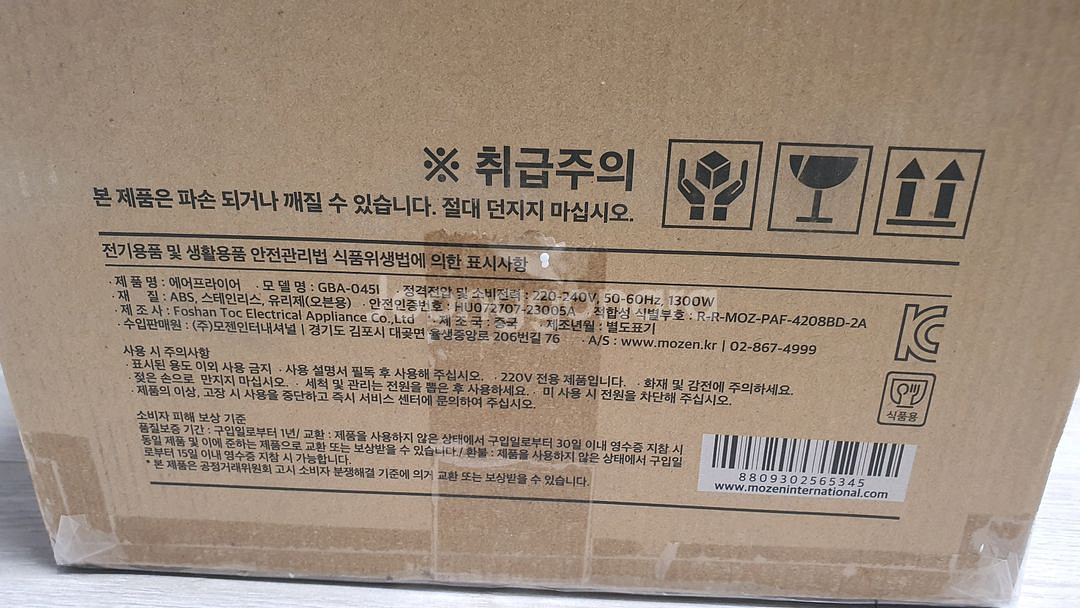 ※ 취급주의
본 제품은 파손 되거나 깨질 수 있습니다. 절대 던지지 마십시오.
전기용품 및 생활용품 안전관리법 식품위생법에 의한 표시사항
· 제 품 명 : 에어프라이어 · 모 델 명 : GBA-045I · 정격전압 및 소비전력 : 220-240V, 50-60Hz, 1300W
· 재 질 : ABS, 스테인리스, 유리제(오븐용) · 안전인증번호 : HU072707-23005A · 적합성 식별부호 : R-R-MOZ-PAF-4208BD-2A
· 제 조 사 : Foshan Toc Electrical Appliance Co.,Ltd · 제 조 국 : 중국 · 제조년월 : 별도표기
· 수입판매원 : (주)모젠인터내셔널 | 경기도 김포시 대곶면 율생중앙로 206번길 76 · A/S : www.mozen.kr | 02-867-4999
사용 시 주의사항
· 표시된 용도 이외 사용 금지 · 사용 설명서 필독 후 사용해 주십시오. · 220V 전용 제품입니다. · 화재 및 감전에 주의하세요.
· 젖은 손으로 만지지 마십시오. · 세척 및 관리는 전원을 뽑은 후 사용하세요. · 미 사용 시 전원을 차단해 주십시오.
· 제품의 이상, 고장 시 사용을 중단하고 즉시 서비스 센터에 문의하여 주십시오.
식품용
소비자 피해 보상 기준
품질보증 기간 : 구입일로부터 1년/ 교환 : 제품을 사용하지 않은 상태에서 구입일로부터 30일 이내 영수증 지참 시
동일 제품 및 이에 준하는 제품으로 교환 또는 보상받을 수 있습니다./ 환불 : 제품을 사용하지 않은 상태에서 구입일
로부터 15일 이내 영수증 지참 시 가능합니다.
* 본 제품은 공정거래위원회 고시 소비자 분쟁해결 기준에 의거 교환 또는 보상받을 수 있습니다.
8809302565345
www.mozeninternational.com